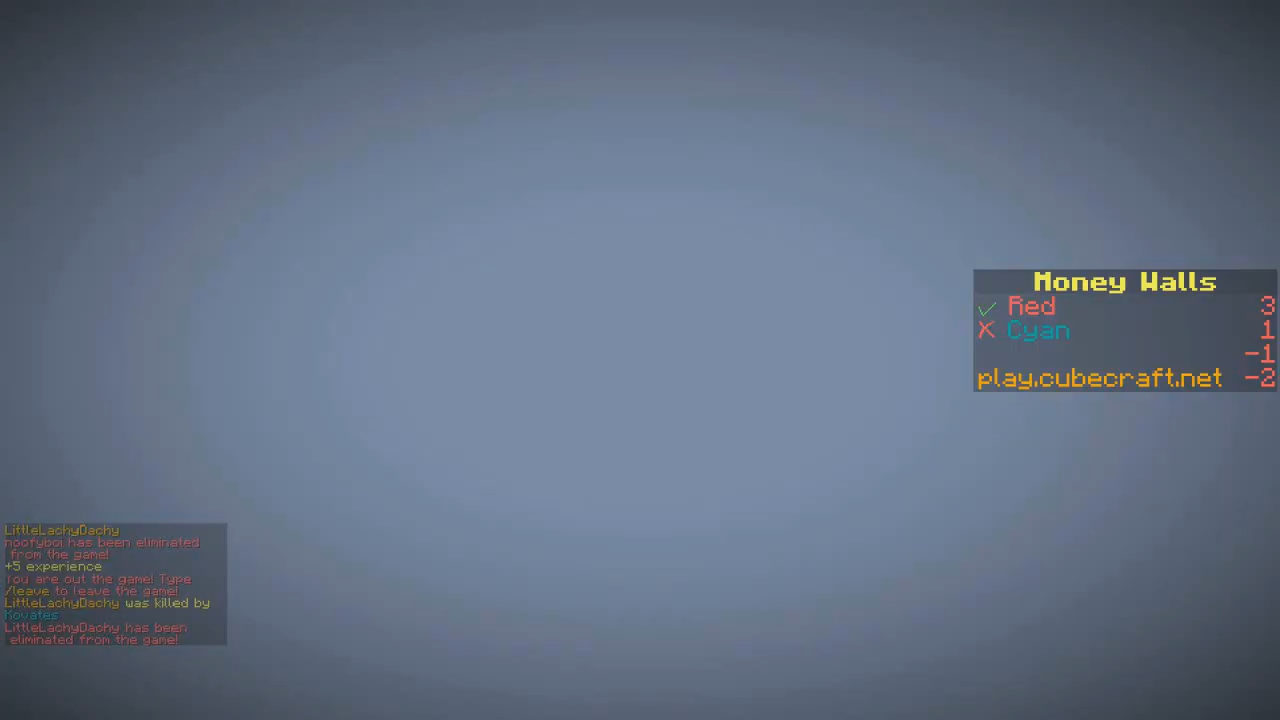 Money Walls
✓ Red 3
X Cyan 1
-1
play.cubecraft.net -2
LittleLachyDachy
noofyboi has been eliminated
from the game!
+5 experience
You are out the game! Type
/leave to leave the game!
LittleLachyDachy was killed by
Kovates
LittleLachyDachy has been
eliminated from the game!